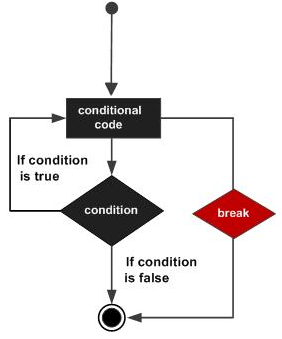 conditional
code
If condition
is true
condition
break
If condition
is false